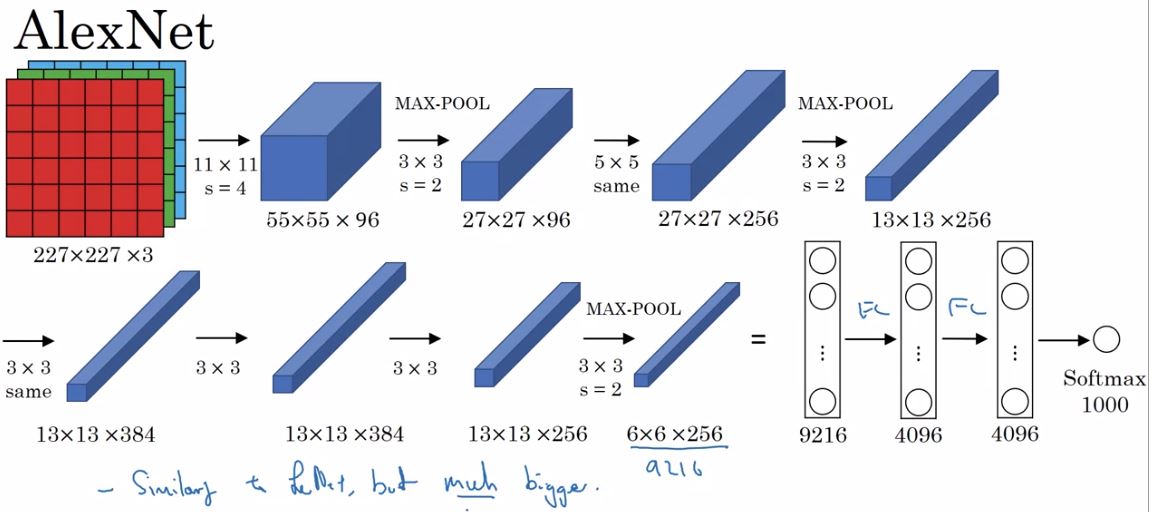 AlexNet
MAX-POOL
MAX-POOL
11 × 11
s = 4
3 × 3
s = 2
5 × 5
same
3 × 3
s = 2
227×227 ×3
55×55 × 96
27×27 ×96
27×27 ×256
13×13 ×256
MAX-POOL
FC
FC
3 × 3
same
3 × 3
3 × 3
3 × 3
s = 2
=
⋮
⋮
⋮
Softmax
1000
13×13 ×384
13×13 ×384
13×13 ×256
6×6 ×256
9216
4096
4096
9216
- Similarity to LeNet, but much bigger.